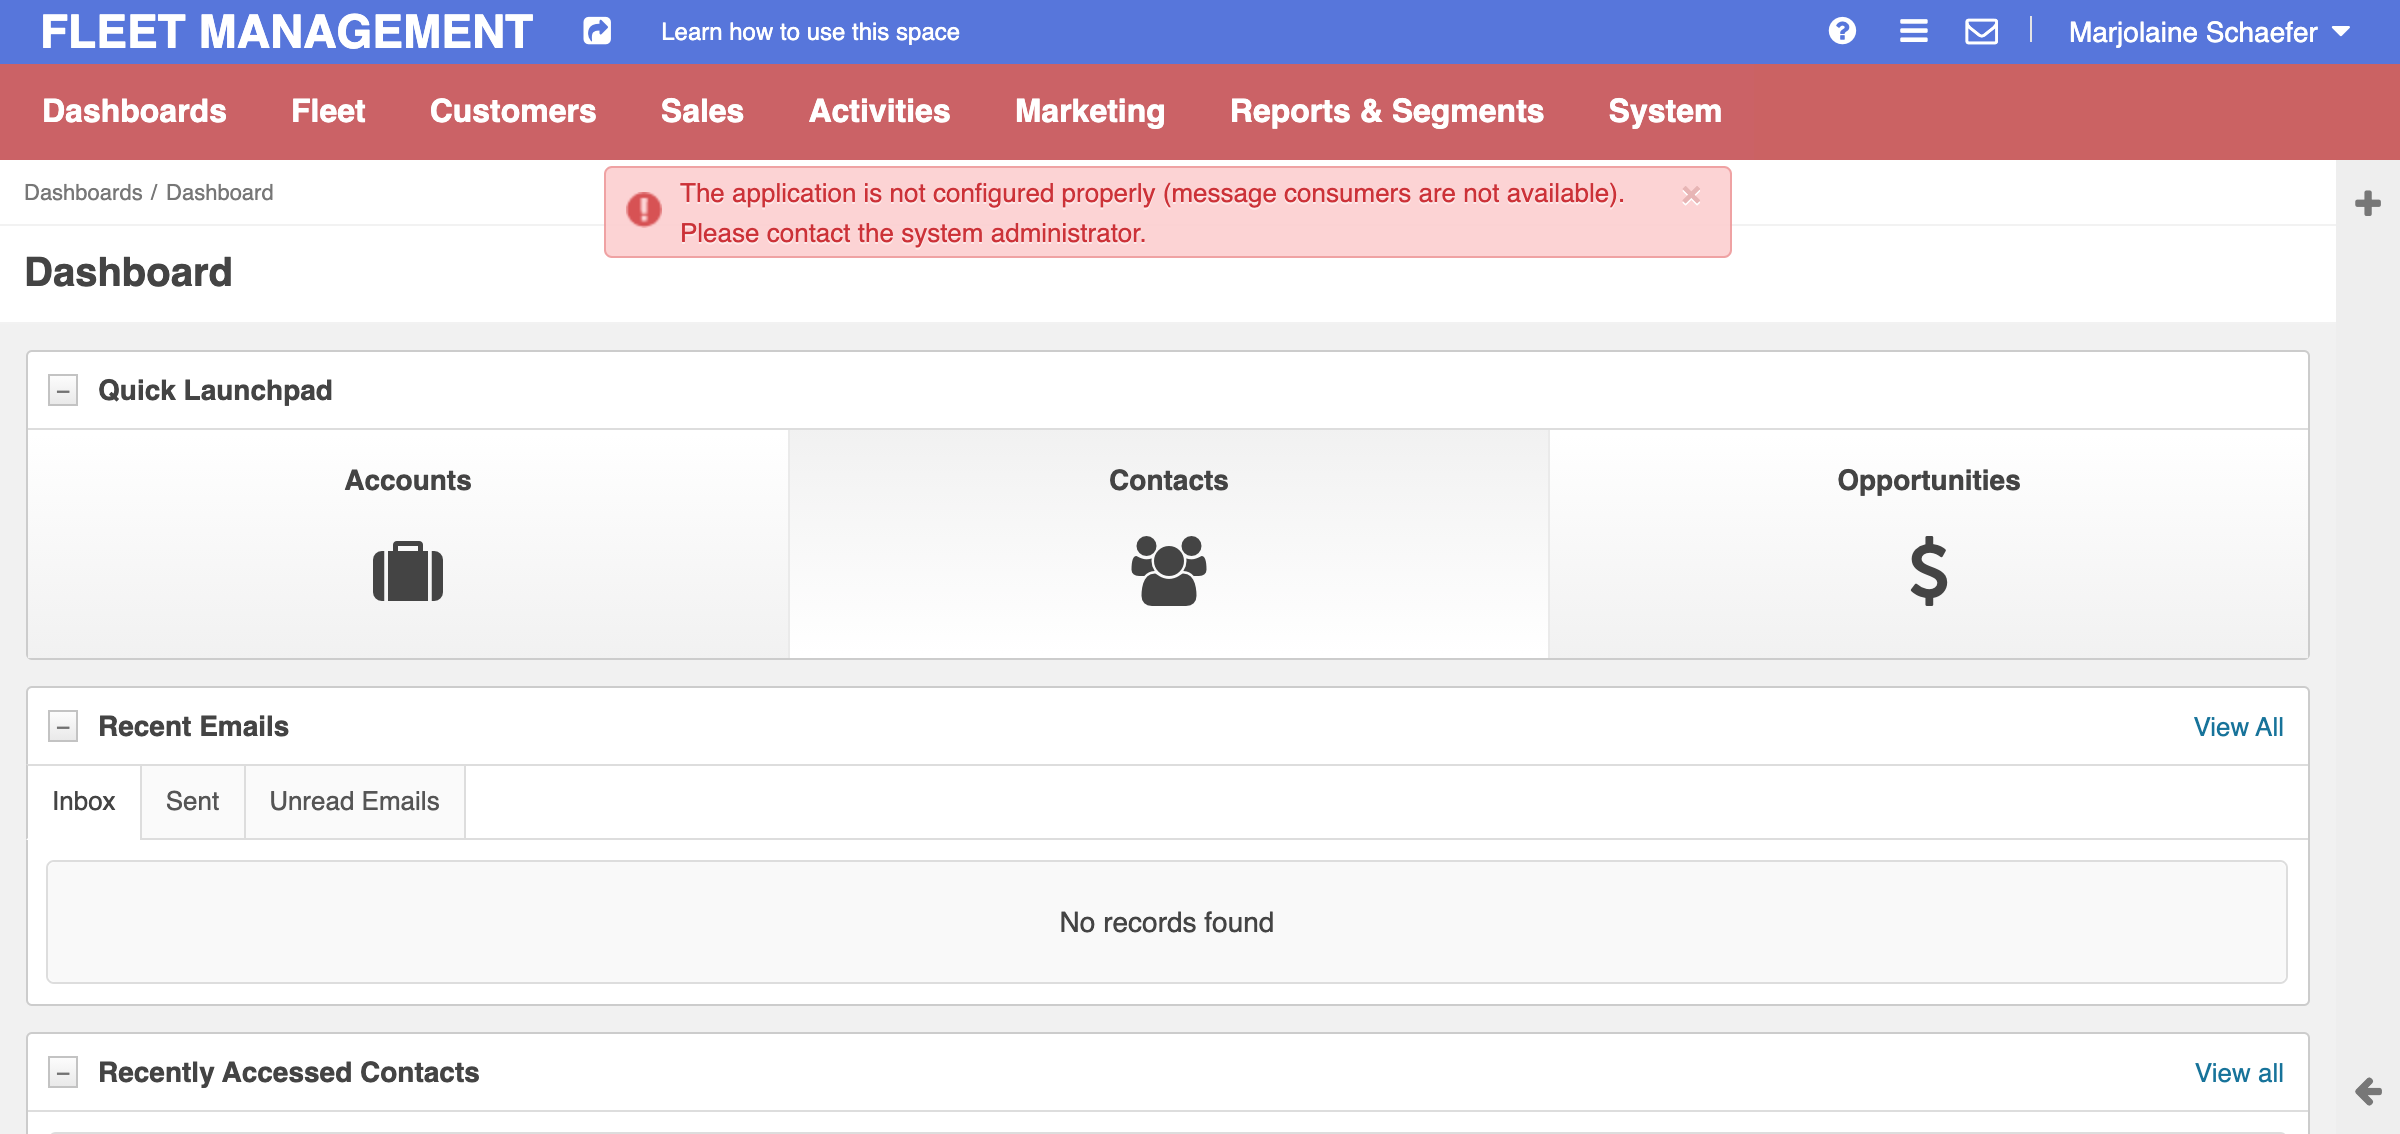 FLEET MANAGEMENT
Learn how to use this space
Marjolaine Schaefer
Dashboards
Fleet
Customers
Sales
Activities
Marketing
Reports & Segments
System
Dashboards / Dashboard
The application is not configured properly (message consumers are not available).
Please contact the system administrator.
Dashboard
Quick Launchpad
Accounts
Contacts
Opportunities
Recent Emails
View All
Inbox
Sent
Unread Emails
No records found
Recently Accessed Contacts
View all